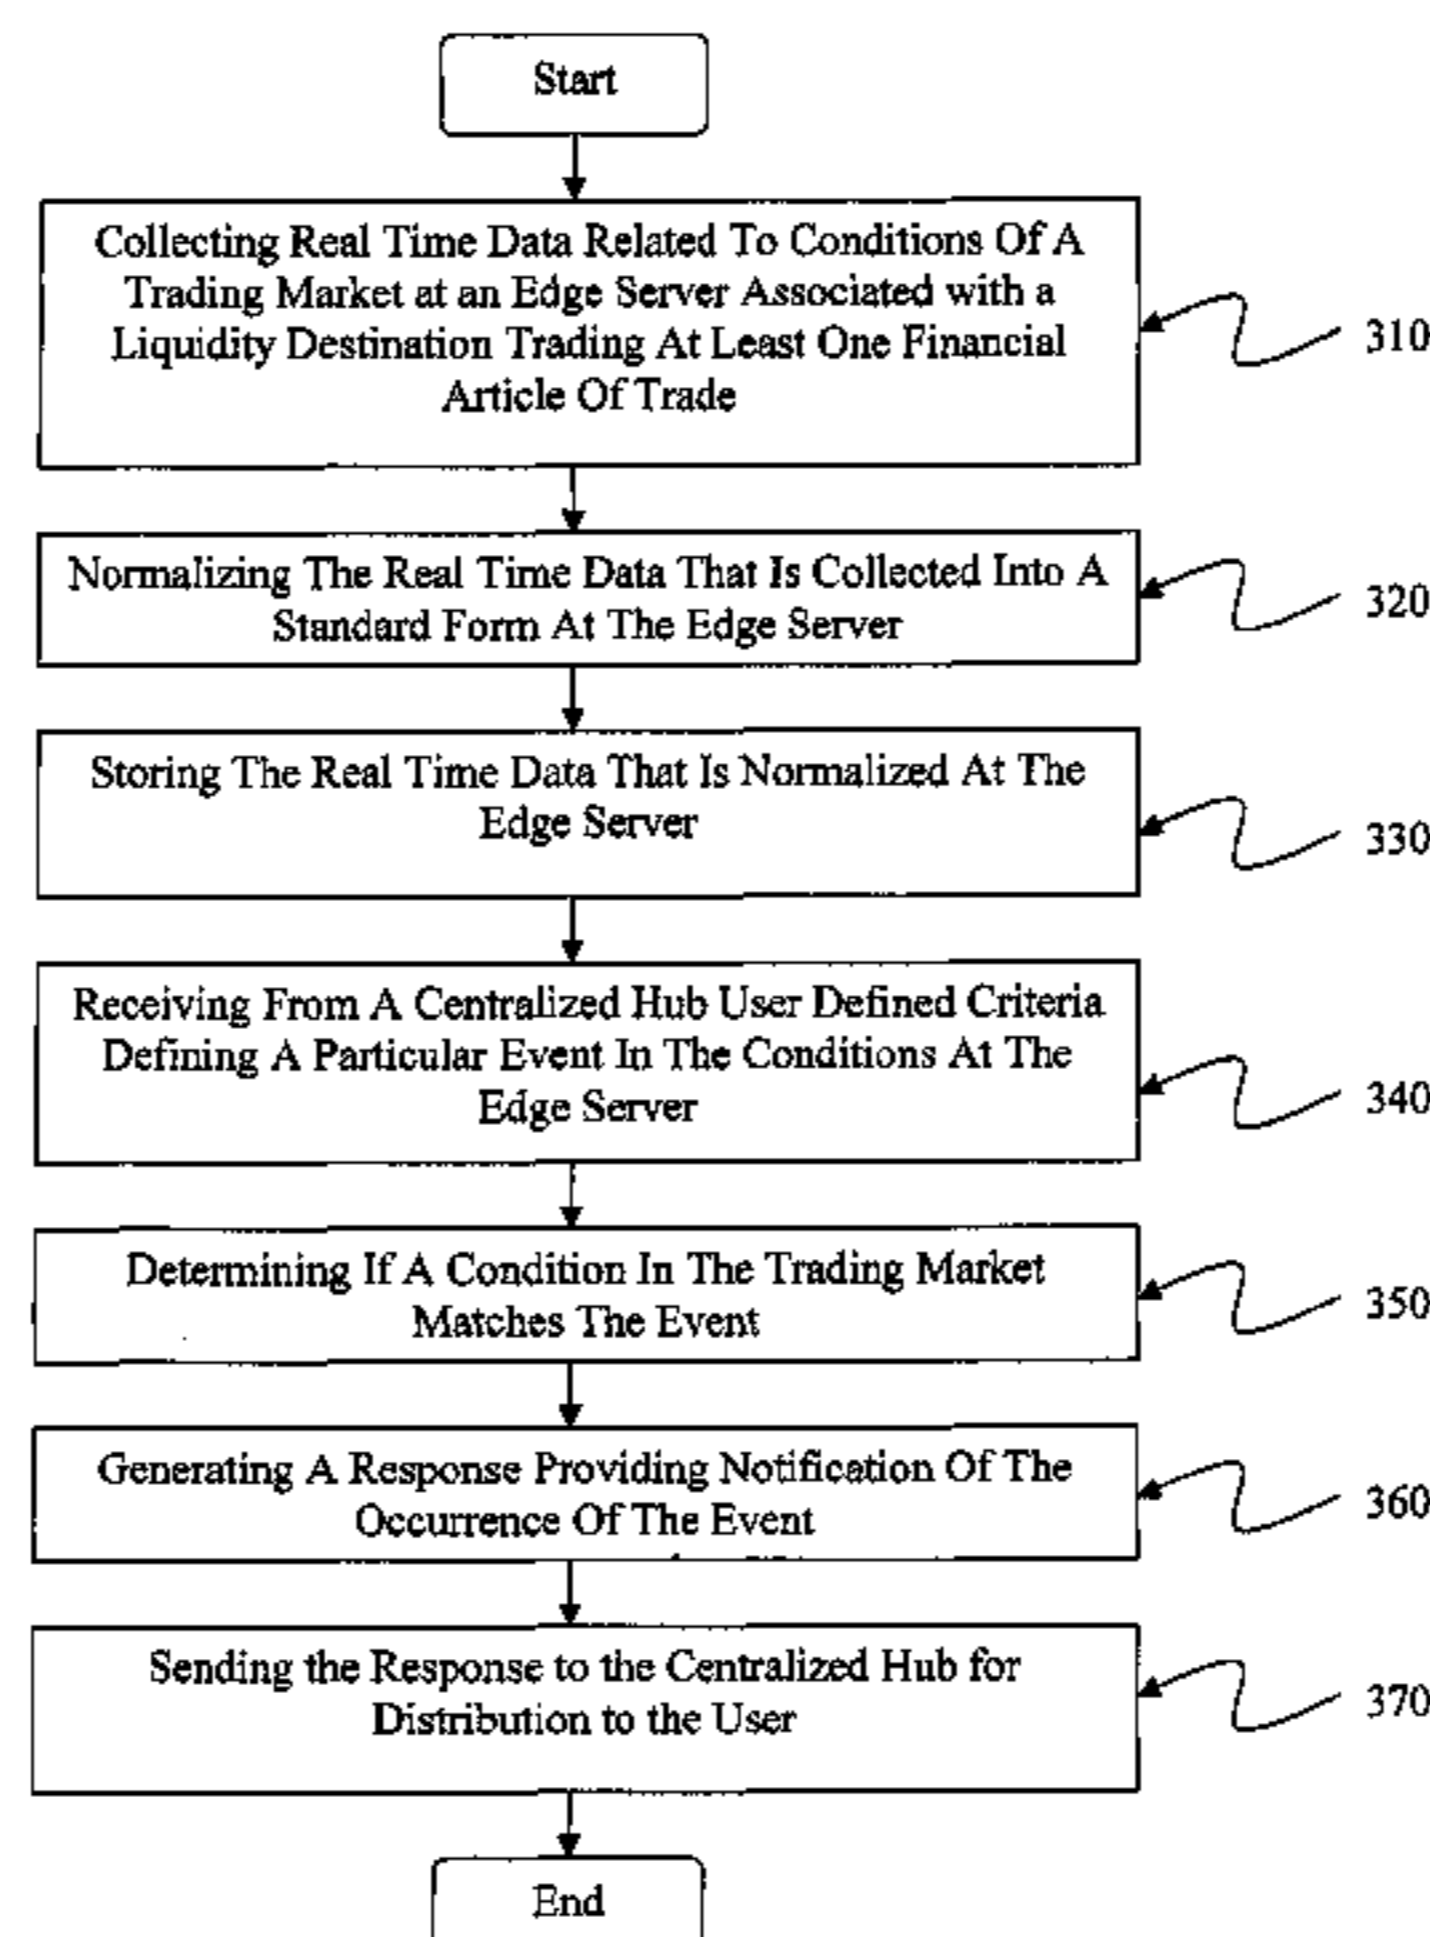 Start
Collecting Real Time Data Related To Conditions Of A
Trading Market at an Edge Server Associated with a
Liquidity Destination Trading At Least One Financial
Article Of Trade
310
Normalizing The Real Time Data That Is Collected Into A
Standard Form At The Edge Server
320
Storing The Real Time Data That Is Normalized At The
Edge Server
330
Receiving From A Centralized Hub User Defined Criteria
Defining A Particular Event In The Conditions At The
Edge Server
340
Determining If A Condition In The Trading Market
Matches The Event
350
Generating A Response Providing Notification Of The
Occurrence Of The Event
360
Sending the Response to the Centralized Hub for
Distribution to the User
370
End